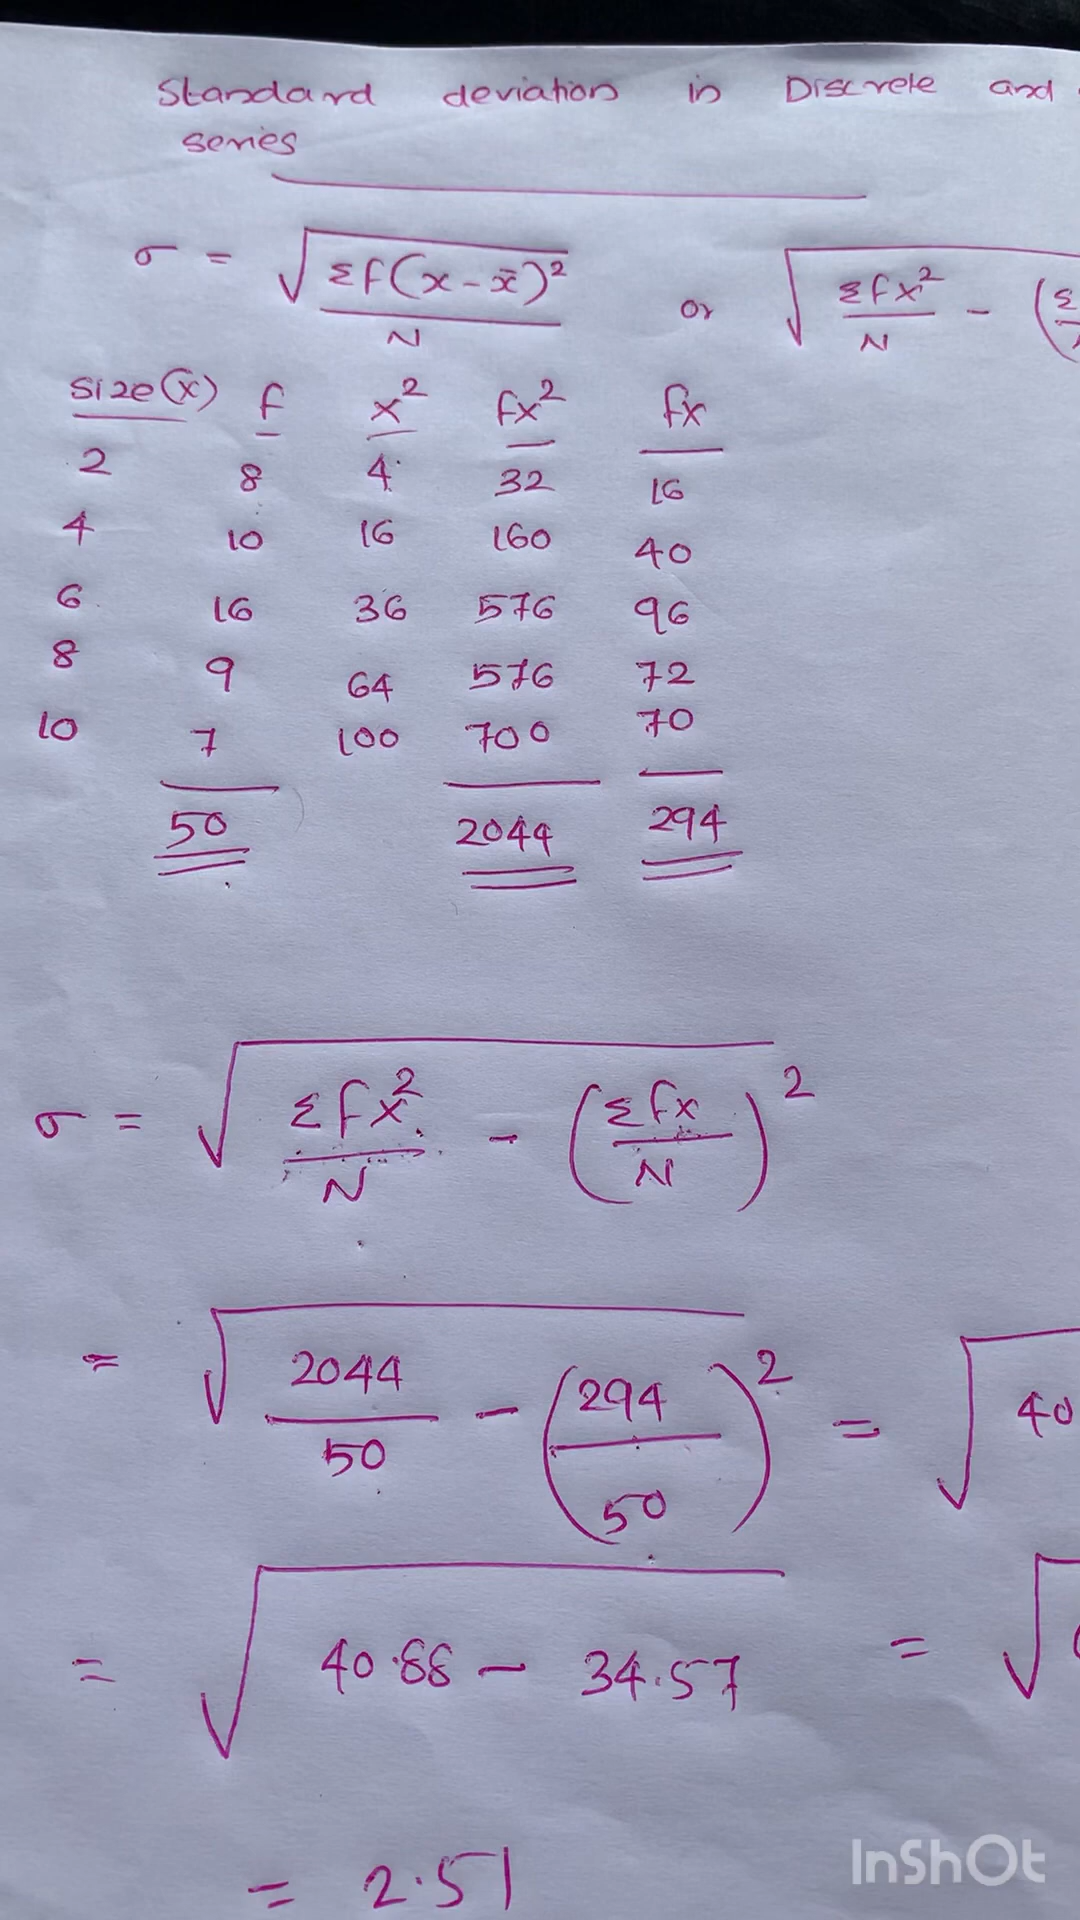 Standard deviation in Discrete and
series
σ = √ Σf(x-x̄)² / N or √ Σfx² / N - (Σ
Size(x) f x² fx² fx
2 8 4 32 16
4 10 16 160 40
6 16 36 576 96
8 9 64 576 72
10 7 100 700 70
50 2044 294
σ = √ Σfx² / N - (Σfx / N)²
= √ 2044 / 50 - (294 / 50)² = √ 40
= √ 40.88 - 34.57 = √
= 2.51
InShOt